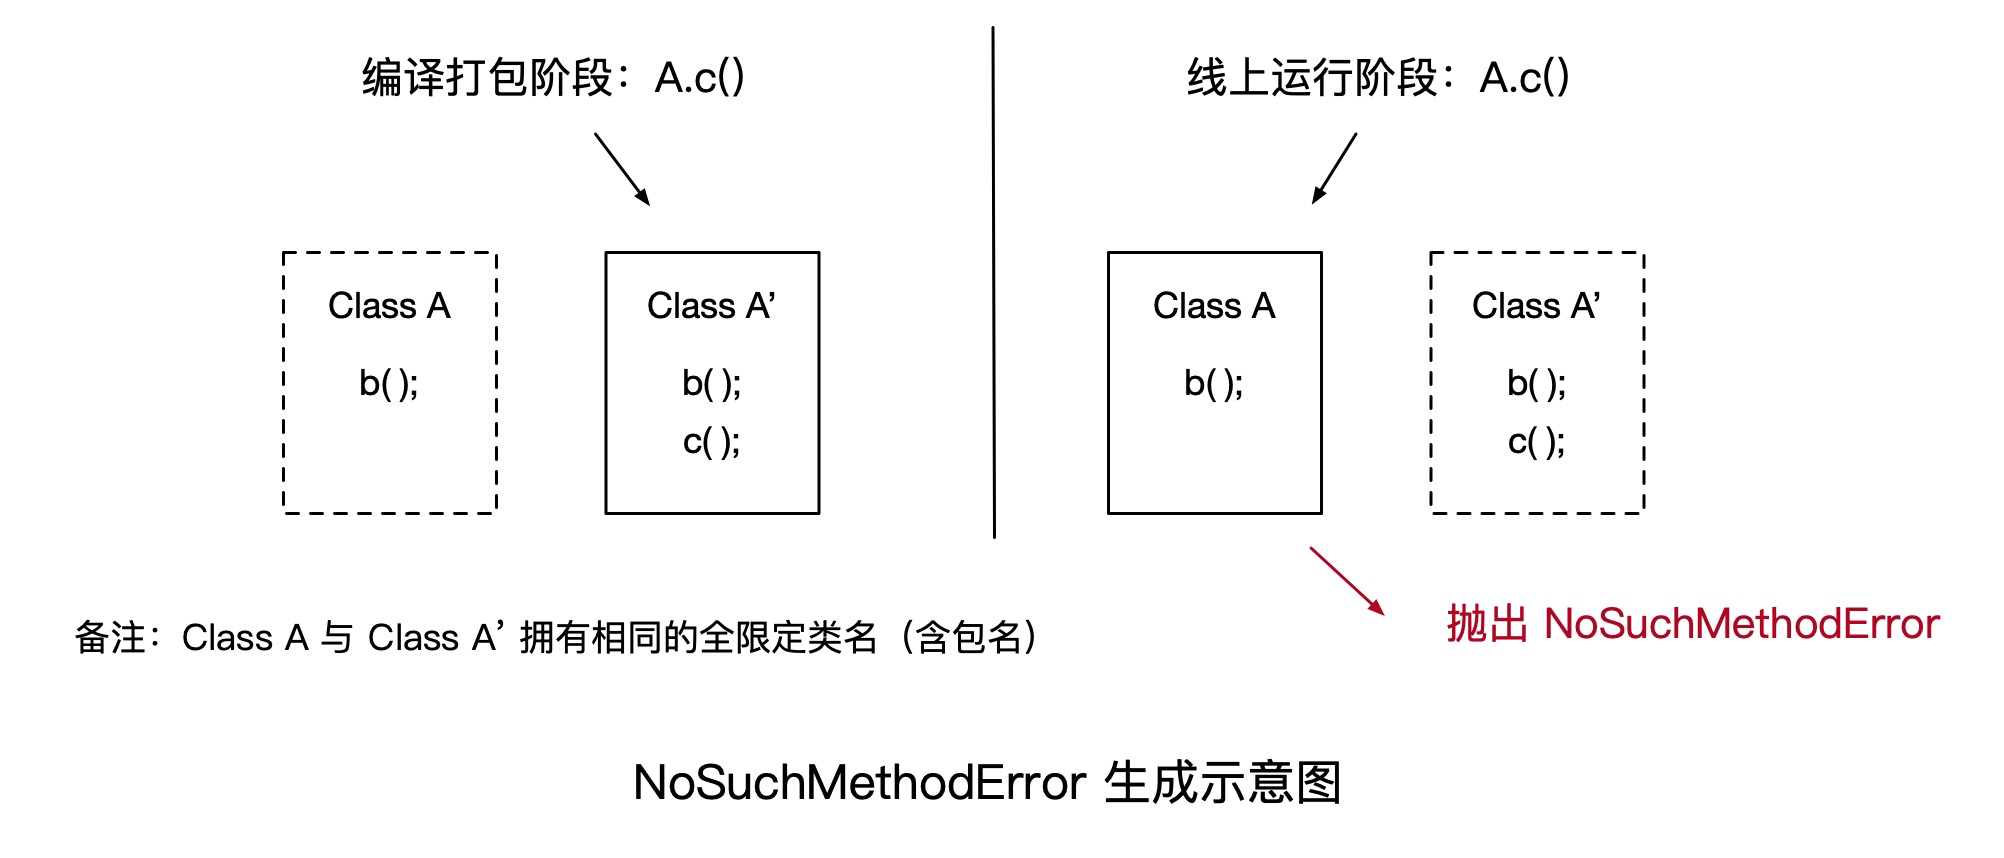 编译打包阶段：A.c()
线上运行阶段：A.c()
Class A
b( );
Class A’
b( );
c( );
Class A
b( );
Class A’
b( );
c( );
抛出 NoSuchMethodError
备注：Class A 与 Class A’ 拥有相同的全限定类名（含包名）
NoSuchMethodError 生成示意图